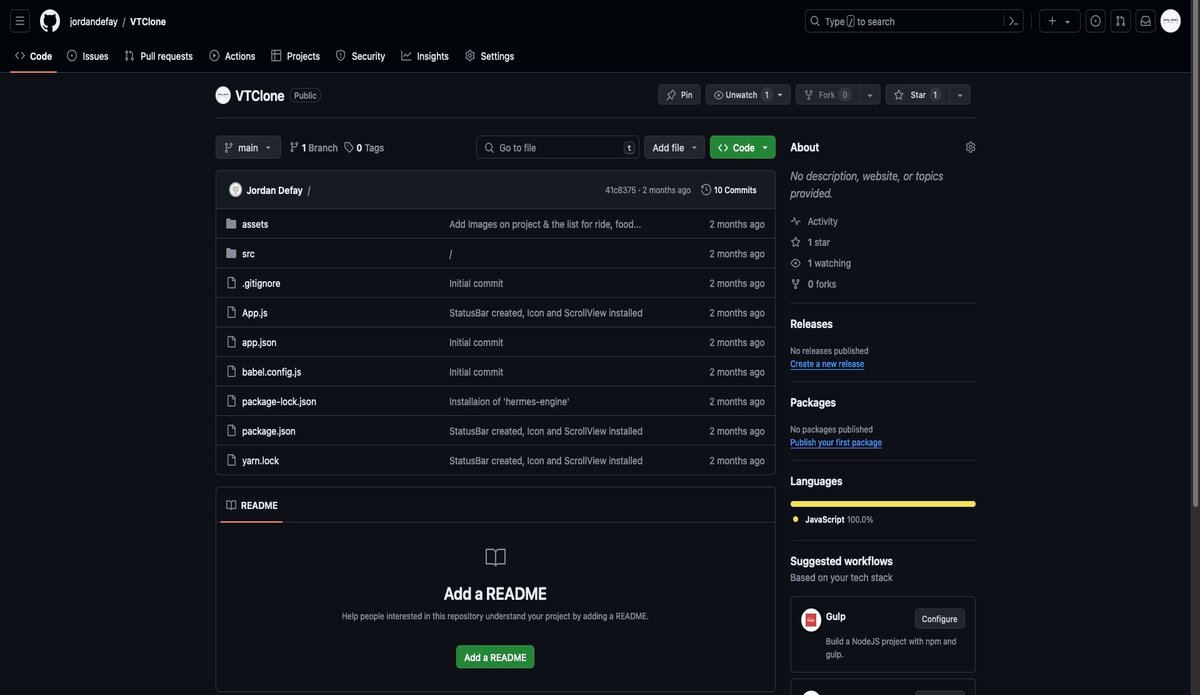 jordandefay / VTClone
Type / to search
Code Issues Pull requests Actions Projects Security Insights Settings
VTClone Public
Pin Unwatch 1 Fork 0 Star 1
main 1 Branch 0 Tags Go to file t Add file Code
Jordan Defay / 41c8375 · 2 months ago 10 Commits
assets Add Images on project & the list for ride, food... 2 months ago
src / 2 months ago
.gitignore Initial commit 2 months ago
App.js StatusBar created, Icon and ScrollView installed 2 months ago
app.json Initial commit 2 months ago
babel.config.js Initial commit 2 months ago
package-lock.json Installaion of 'hermes-engine' 2 months ago
package.json StatusBar created, Icon and ScrollView installed 2 months ago
yarn.lock StatusBar created, Icon and ScrollView installed 2 months ago
README
Add a README
Help people interested in this repository understand your project by adding a README.
Add a README
About
No description, website, or topics
provided.
Activity
1 star
1 watching
0 forks
Releases
No releases published
Create a new release
Packages
No packages published
Publish your first package
Languages
JavaScript 100.0%
Suggested workflows
Based on your tech stack
Gulp Configure
Build a NodeJS project with npm and
gulp.